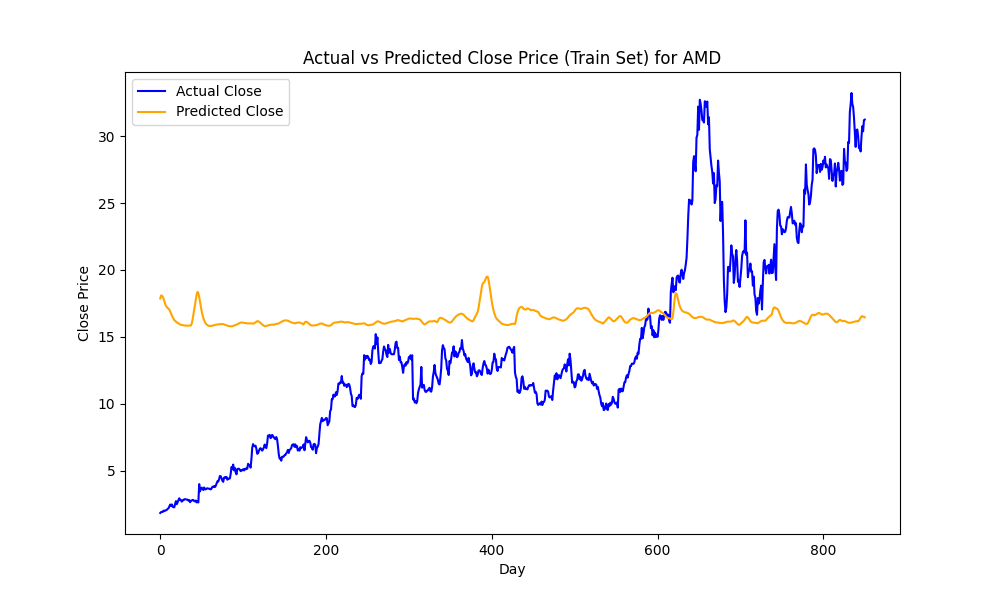 Actual vs Predicted Close Price (Train Set) for AMD
Actual Close
Predicted Close
Close Price
30
25
20
15
10
5
0 200 400 600 800
Day